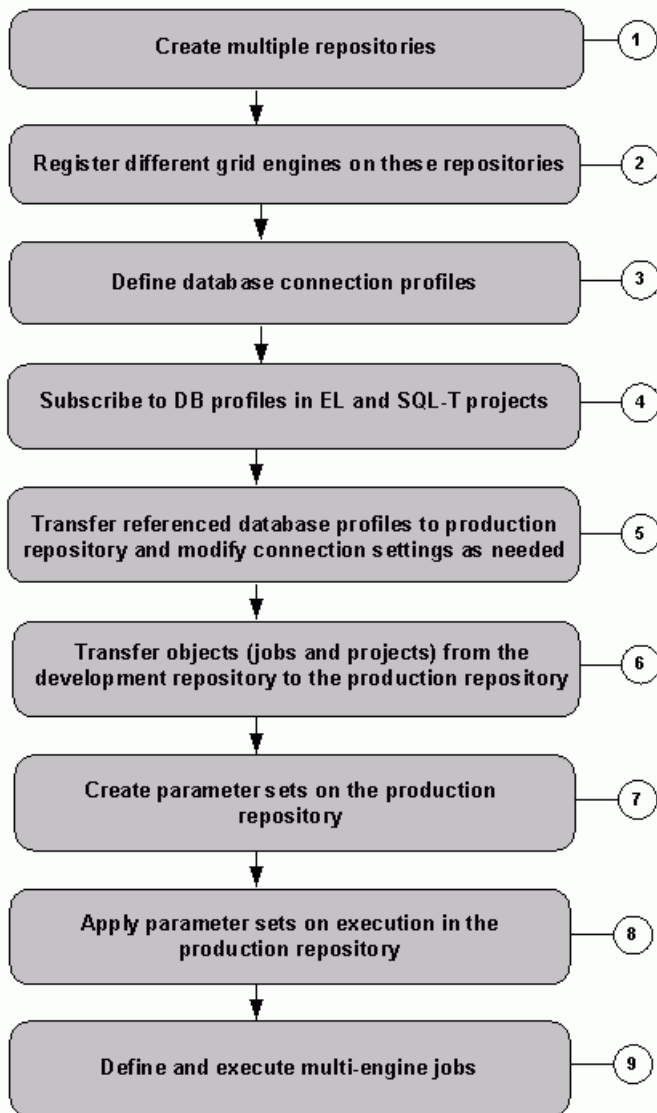 Create multiple repositories
1
Register different grid engines on these repositories
2
Define database connection profiles
3
Subscribe to DB profiles in EL and SQL-T projects
4
Transfer referenced database profiles to production
repository and modify connection settings as needed
5
Transfer objects (jobs and projects) from the
development repository to the production repository
6
Create parameter sets on the production
repository
7
Apply parameter sets on execution in the
production repository
8
Define and execute multi-engine jobs
9